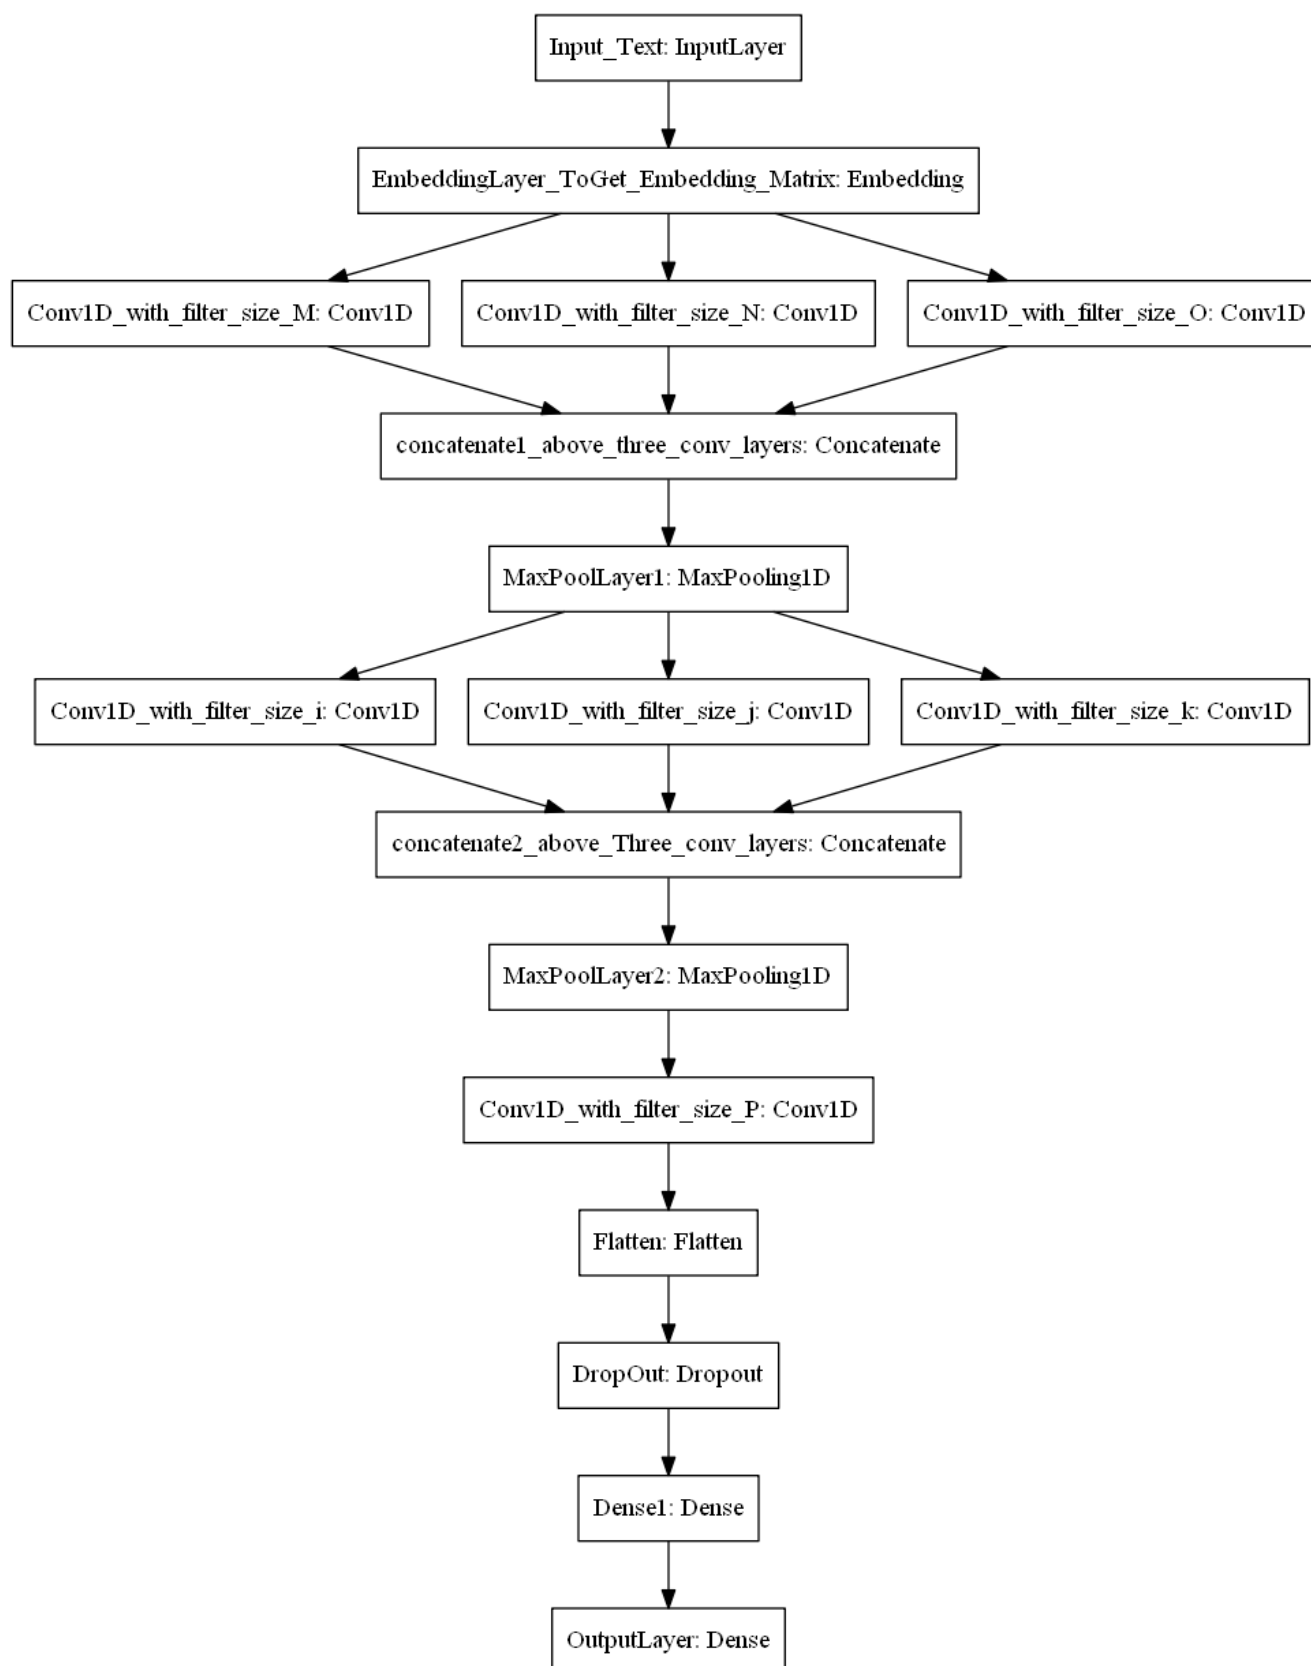 Input_Text: InputLayer
EmbeddingLayer_ToGet_Embedding_Matrix: Embedding
Conv1D_with_filter_size_M: Conv1D
Conv1D_with_filter_size_N: Conv1D
Conv1D_with_filter_size_O: Conv1D
concatenate1_above_three_conv_layers: Concatenate
MaxPoolLayer1: MaxPooling1D
Conv1D_with_filter_size_i: Conv1D
Conv1D_with_filter_size_j: Conv1D
Conv1D_with_filter_size_k: Conv1D
concatenate2_above_Three_conv_layers: Concatenate
MaxPoolLayer2: MaxPooling1D
Conv1D_with_filter_size_P: Conv1D
Flatten: Flatten
DropOut: Dropout
Dense1: Dense
OutputLayer: Dense